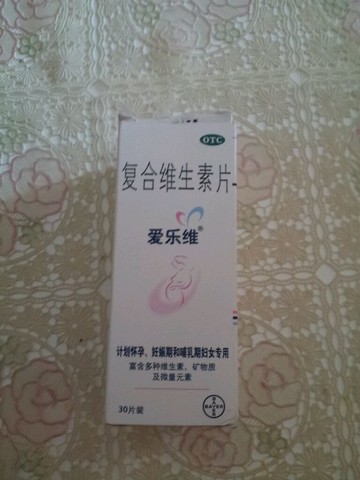 OTC
复合维生素片
爱乐维®
计划怀孕、妊娠期和哺乳期妇女专用
富含多种维生素、矿物质
及微量元素
30片装
BAYER